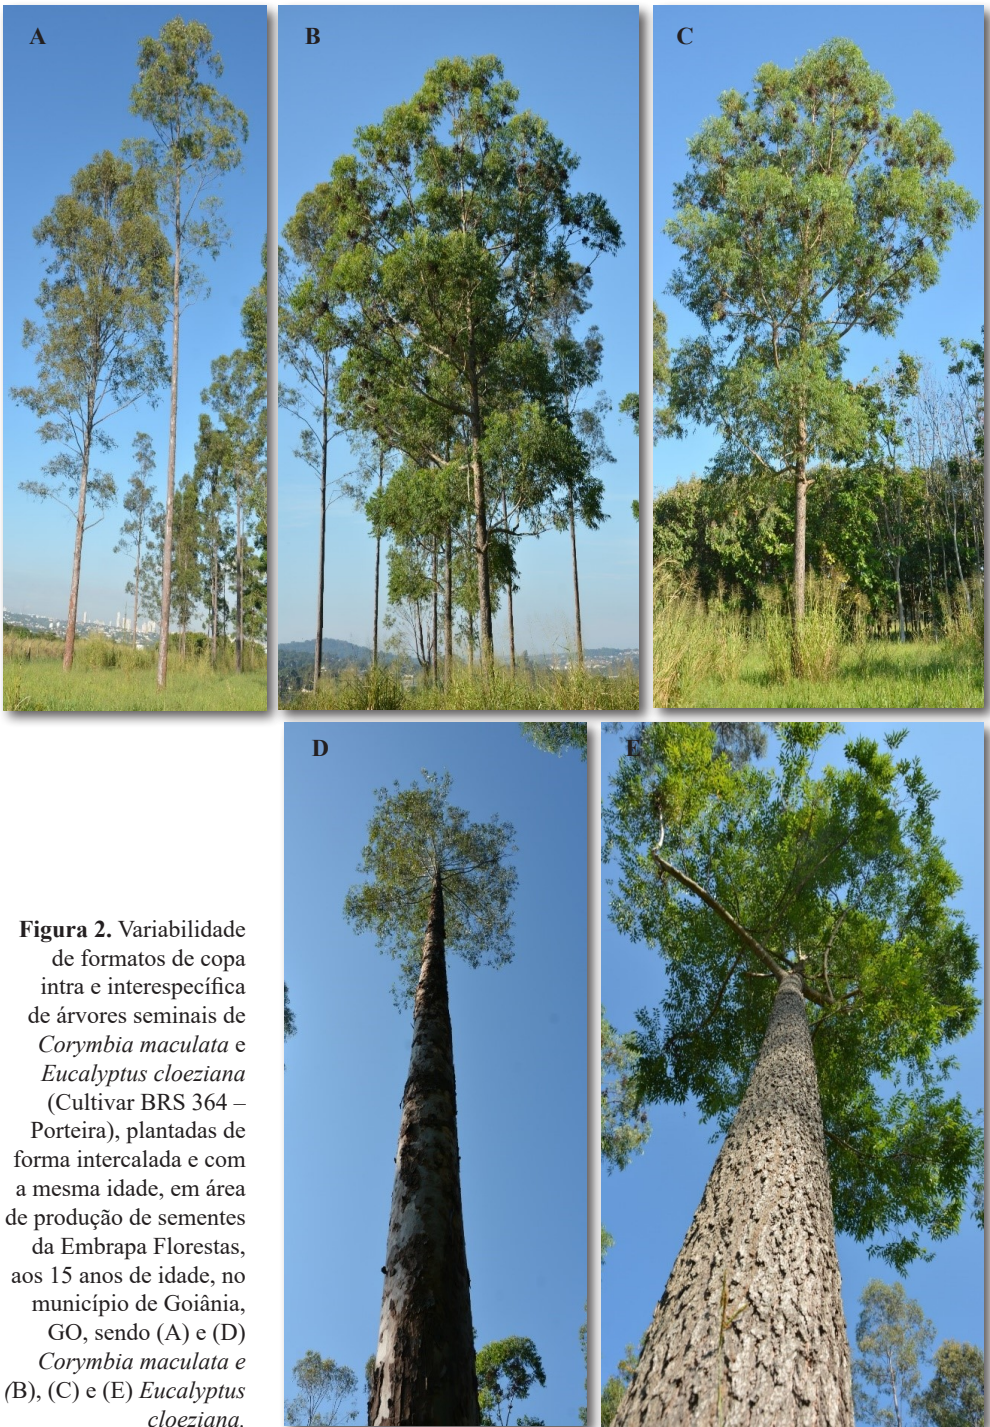 A
B
C
D
E
Figura 2. Variabilidade
de formatos de copa
intra e interespecífica
de árvores seminais de
Corymbia maculata e
Eucalyptus cloeziana
(Cultivar BRS 364 –
Porteira), plantadas de
forma intercalada e com
a mesma idade, em área
de produção de sementes
da Embrapa Florestas,
aos 15 anos de idade, no
município de Goiânia,
GO, sendo (A) e (D)
Corymbia maculata e
(B), (C) e (E) Eucalyptus
cloeziana.